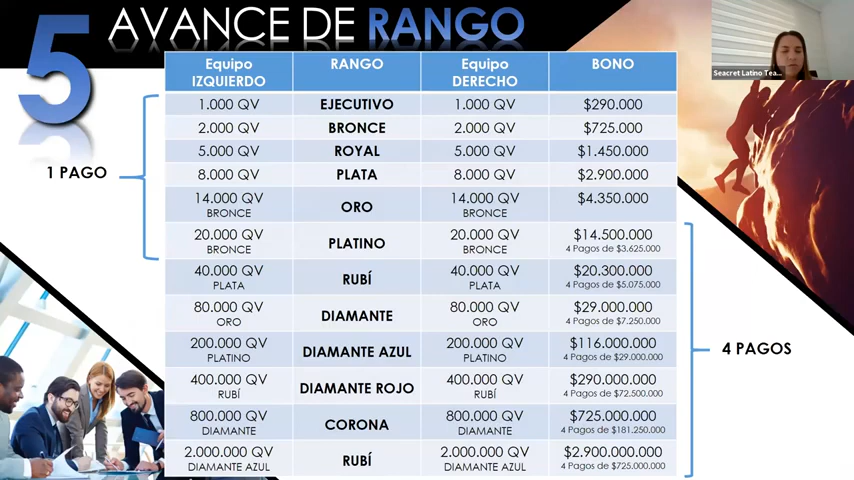 5
AVANCE DE RANGO
Seacret Latino Tea...
Equipo IZQUIERDO RANGO Equipo DERECHO BONO
1.000 QV EJECUTIVO 1.000 QV $290.000
2.000 QV BRONCE 2.000 QV $725.000
5.000 QV ROYAL 5.000 QV $1.450.000
8.000 QV PLATA 8.000 QV $2.900.000
14.000 QV BRONCE ORO 14.000 QV BRONCE $4.350.000
20.000 QV BRONCE PLATINO 20.000 QV BRONCE $14.500.000 4 Pagos de $3.625.000
40.000 QV PLATA RUBÍ 40.000 QV PLATA $20.300.000 4 Pagos de $5.075.000
80.000 QV ORO DIAMANTE 80.000 QV ORO $29.000.000 4 Pagos de $7.250.000
200.000 QV PLATINO DIAMANTE AZUL 200.000 QV PLATINO $116.000.000 4 Pagos de $29.000.000
400.000 QV RUBÍ DIAMANTE ROJO 400.000 QV RUBÍ $290.000.000 4 Pagos de $72.500.000
800.000 QV DIAMANTE CORONA 800.000 QV DIAMANTE $725.000.000 4 Pagos de $181.250.000
2.000.000 QV DIAMANTE AZUL RUBÍ 2.000.000 QV DIAMANTE AZUL $2.900.000.000 4 Pagos de $725.000.000
1 PAGO
4 PAGOS